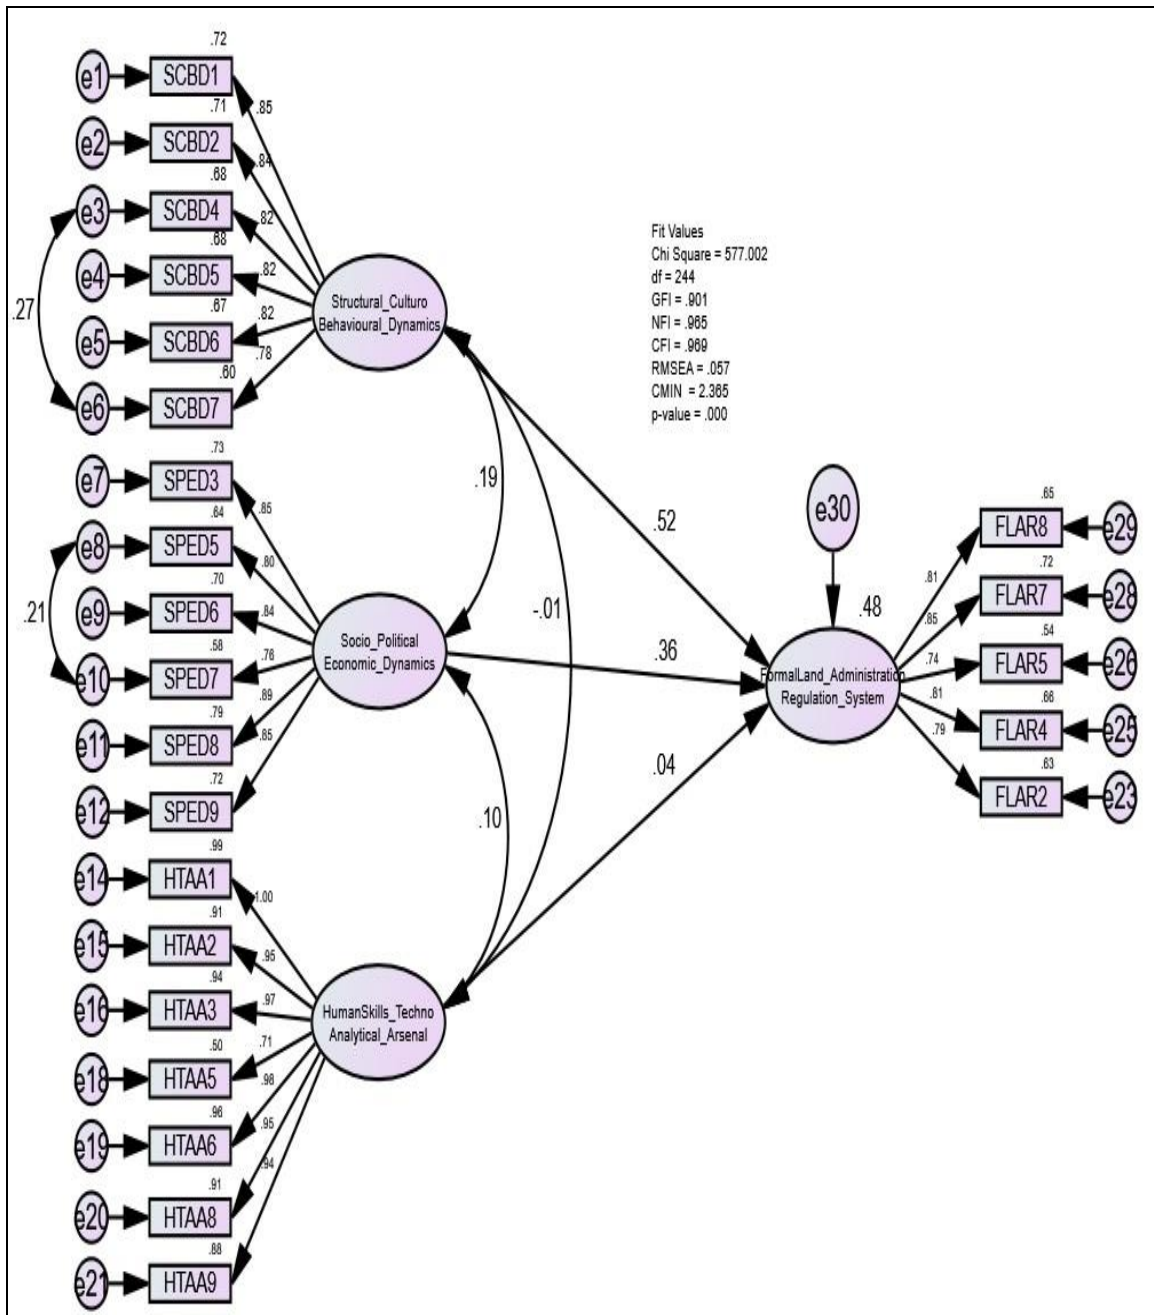 .72
e1
SCBD1
.85
.71
e2
SCBD2
.84
.68
e3
SCBD4
.82
.68
e4
SCBD5
.82
.67
e5
SCBD6
.82
.60
e6
SCBD7
.78
.27
Structural_Culturo
Behavioural_Dynamics
Fit Values
Chi Square = 577.002
df = 244
GFI = .901
NFI = .965
CFI = .969
RMSEA = .057
CMIN = 2.365
p-value = .000
.73
e7
SPED3
.85
.64
e8
SPED5
.80
.70
e9
SPED6
.84
.58
e10
SPED7
.76
.79
e11
SPED8
.89
.72
e12
SPED9
.85
.21
Socio_Political
Economic_Dynamics
.19
-.01
.10
.52
.36
.04
e30
.48
FormalLand_Administration
Regulation_System
.65
FLAR8
e29
.81
.72
FLAR7
e28
.85
.54
FLAR5
e26
.74
.66
FLAR4
e25
.81
.63
FLAR2
e23
.79
.99
e14
HTAA1
1.00
.91
e15
HTAA2
.95
.94
e16
HTAA3
.97
.50
e18
HTAA5
.71
.96
e19
HTAA6
.98
.91
e20
HTAA8
.95
.88
e21
HTAA9
.94
HumanSkills_Techno
Analytical_Arsenal